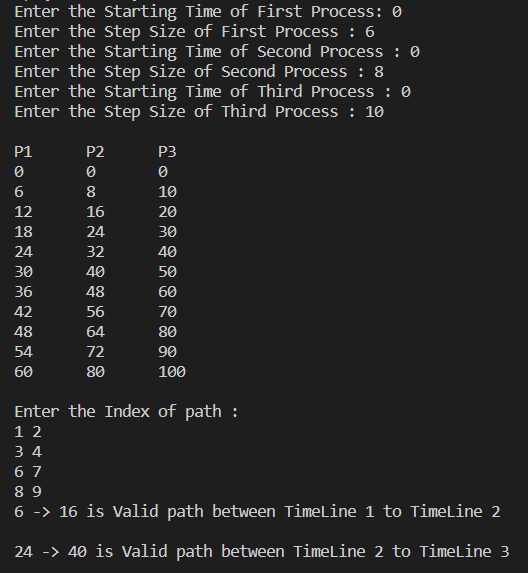 Enter the Starting Time of First Process: 0
Enter the Step Size of First Process : 6
Enter the Starting Time of Second Process : 0
Enter the Step Size of Second Process : 8
Enter the Starting Time of Third Process : 0
Enter the Step Size of Third Process : 10
P1 P2 P3
0 0 0
6 8 10
12 16 20
18 24 30
24 32 40
30 40 50
36 48 60
42 56 70
48 64 80
54 72 90
60 80 100
Enter the Index of path :
1 2
3 4
6 7
8 9
6 -> 16 is Valid path between TimeLine 1 to TimeLine 2
24 -> 40 is Valid path between TimeLine 2 to TimeLine 3